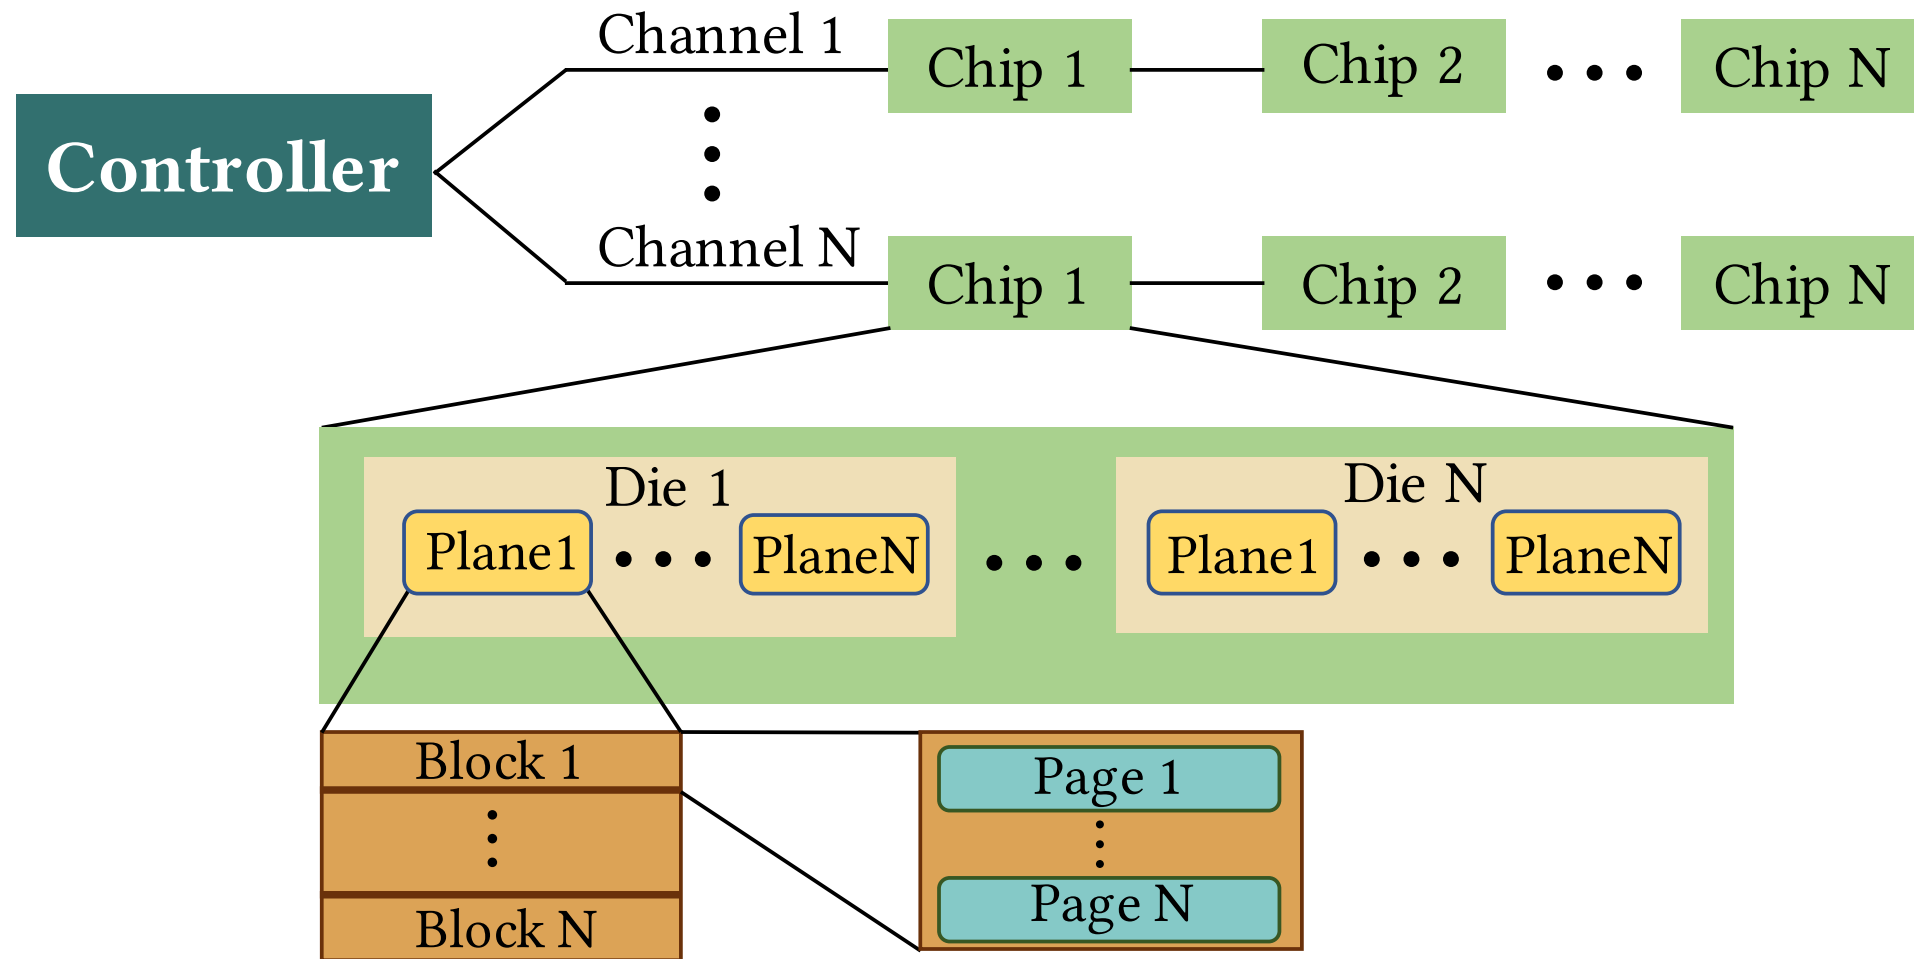 Channel 1
Chip 1
Chip 2
Chip N
Controller
Channel N
Chip 1
Chip 2
Chip N
Die 1
Die N
Plane1
PlaneN
Plane1
PlaneN
Block 1
Block N
Page 1
Page N